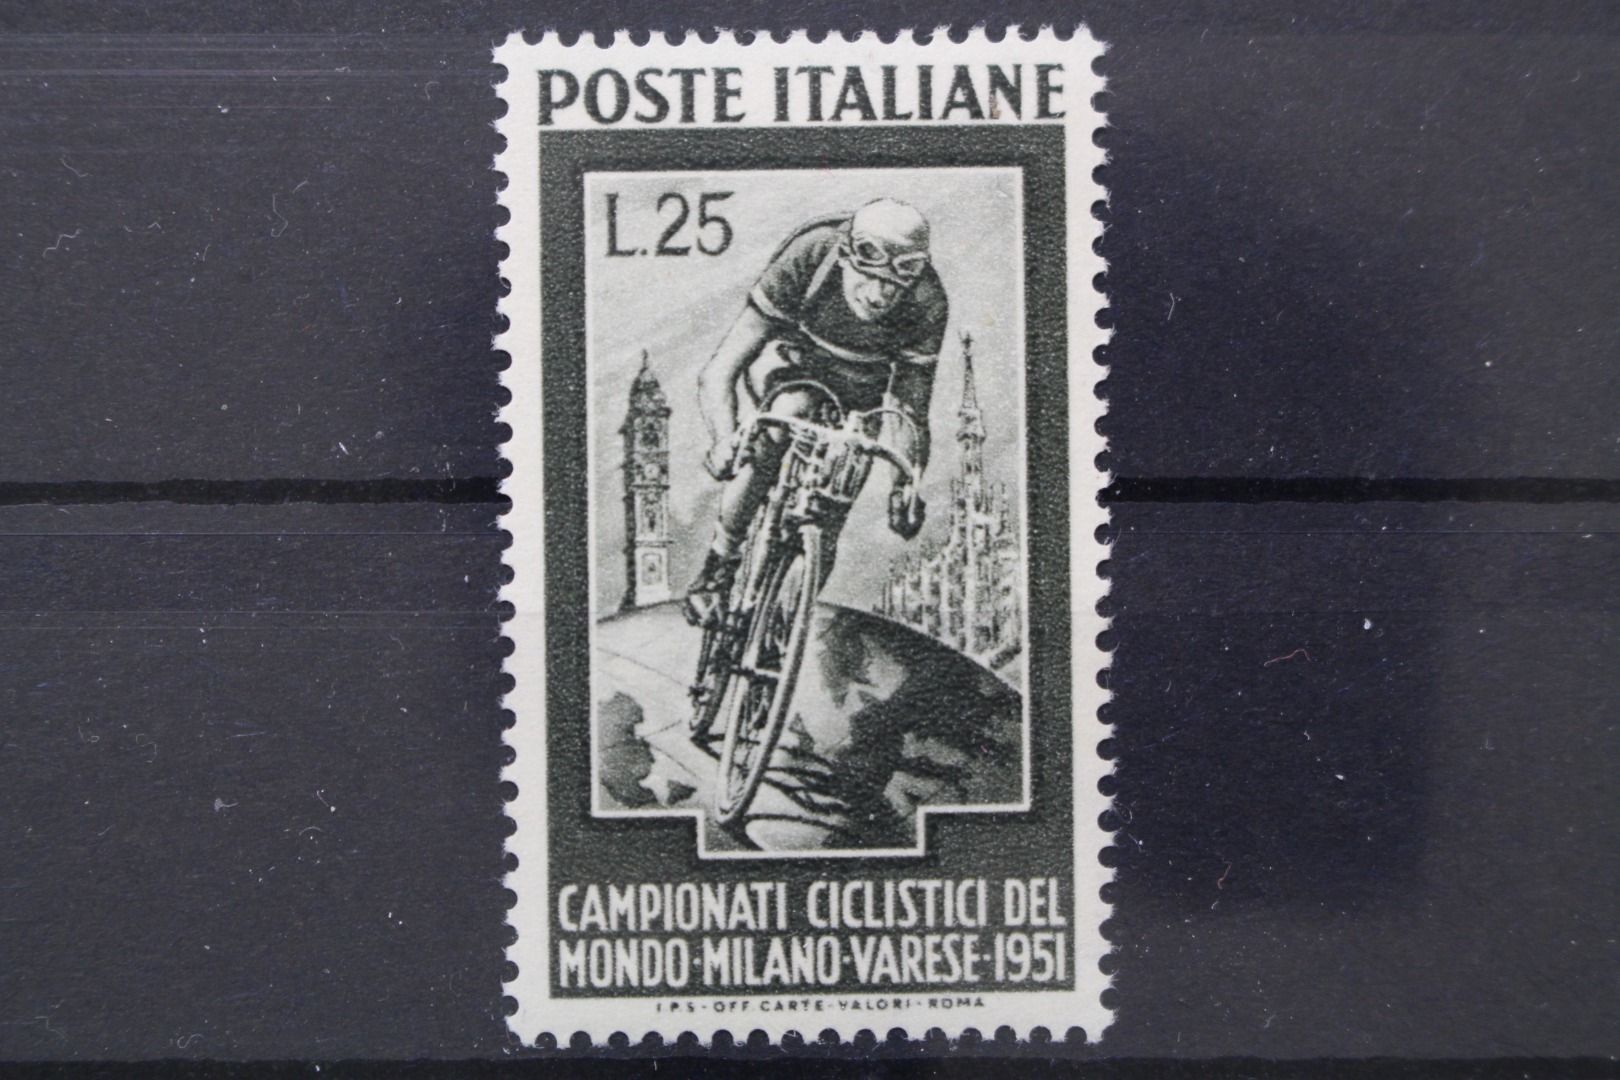 POSTE ITALIANE
L.25
CAMPIONATI CICLISTICI DEL
MONDO·MILANO·VARESE·1951
I.P.S.-OFF. CARTE-VALORI-ROMA